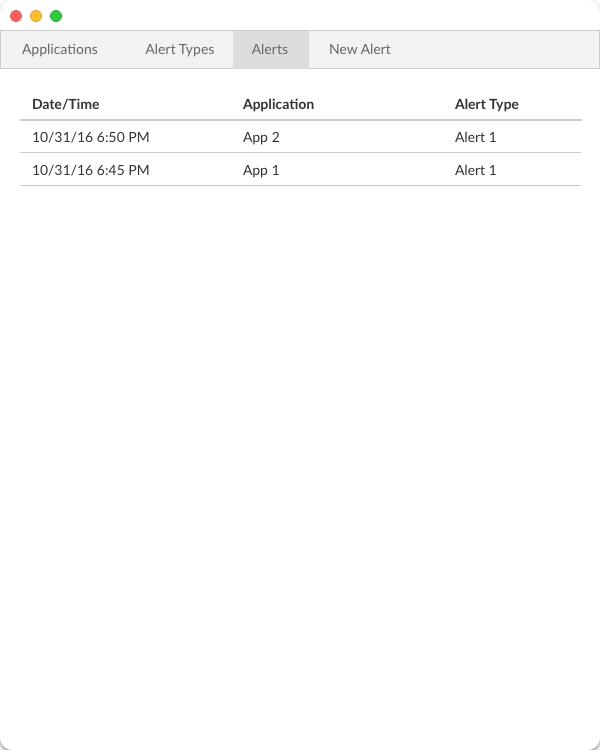 Applications Alert Types Alerts New Alert
Date/Time Application Alert Type
10/31/16 6:50 PM App 2 Alert 1
10/31/16 6:45 PM App 1 Alert 1